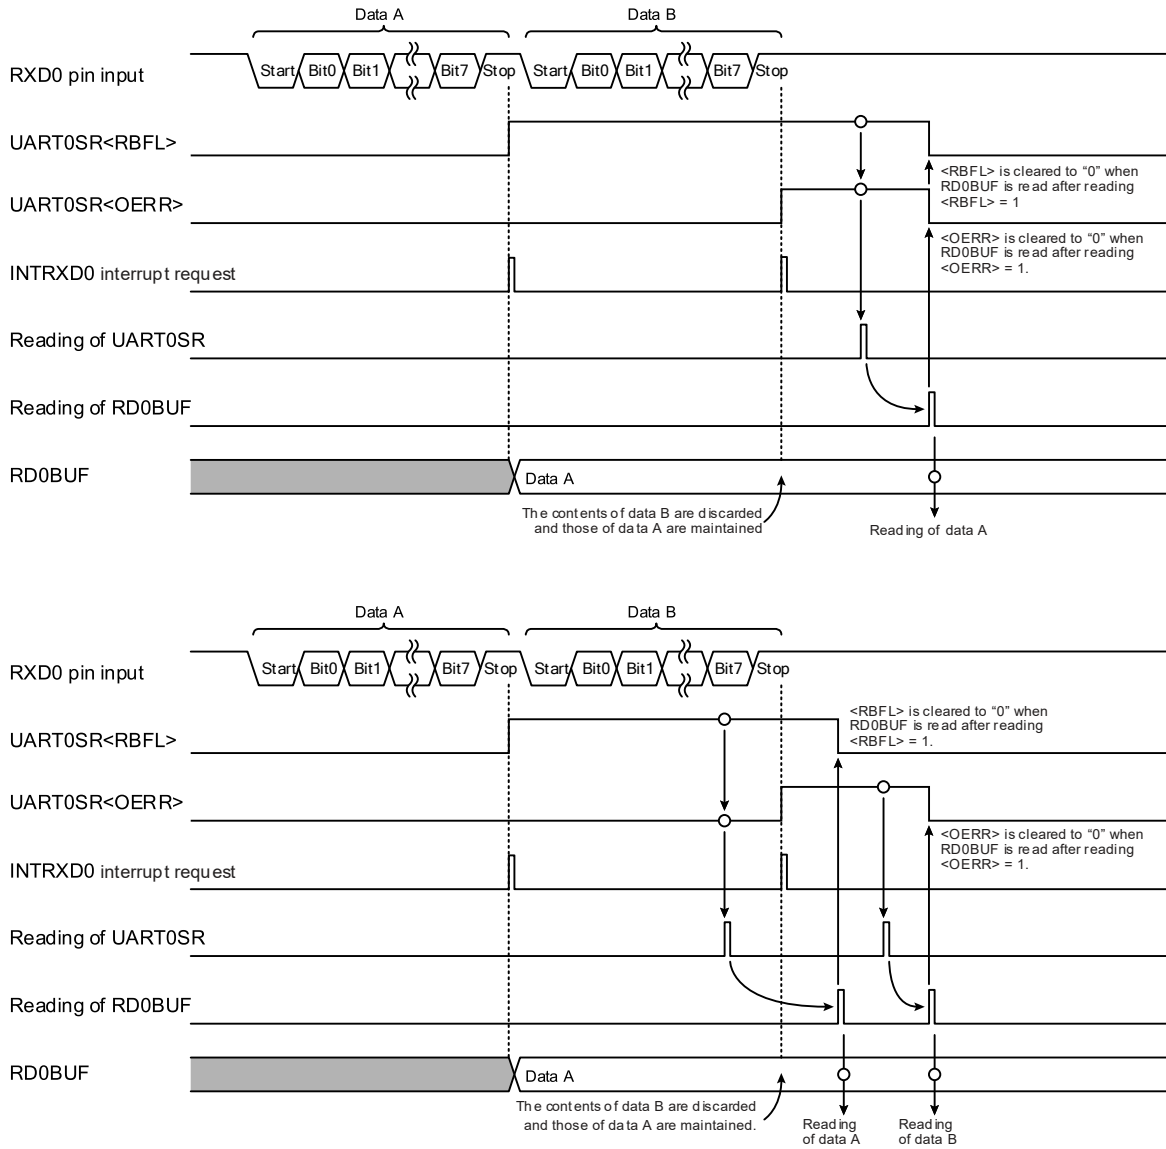 Data A
Data B
RXD0 pin input
Start Bit0 Bit1 Bit7 Stop Start Bit0 Bit1 Bit7 Stop
UART0SR<RBFL>
<RBFL> is cleared to “0” when
RD0BUF is read after reading
<RBFL> = 1
UART0SR<OERR>
<OERR> is cleared to “0” when
RD0BUF is read after reading
<OERR> = 1.
INTRXD0 interrupt request
Reading of UART0SR
Reading of RD0BUF
RD0BUF
Data A
The contents of data B are discarded
and those of data A are maintained
Reading of data A
Data A
Data B
RXD0 pin input
Start Bit0 Bit1 Bit7 Stop Start Bit0 Bit1 Bit7 Stop
<RBFL> is cleared to “0” when
RD0BUF is read after reading
<RBFL> = 1.
UART0SR<RBFL>
UART0SR<OERR>
<OERR> is cleared to “0” when
RD0BUF is read after reading
<OERR> = 1.
INTRXD0 interrupt request
Reading of UART0SR
Reading of RD0BUF
RD0BUF
Data A
The contents of data B are discarded
and those of data A are maintained.
Reading
of data A
Reading
of data B